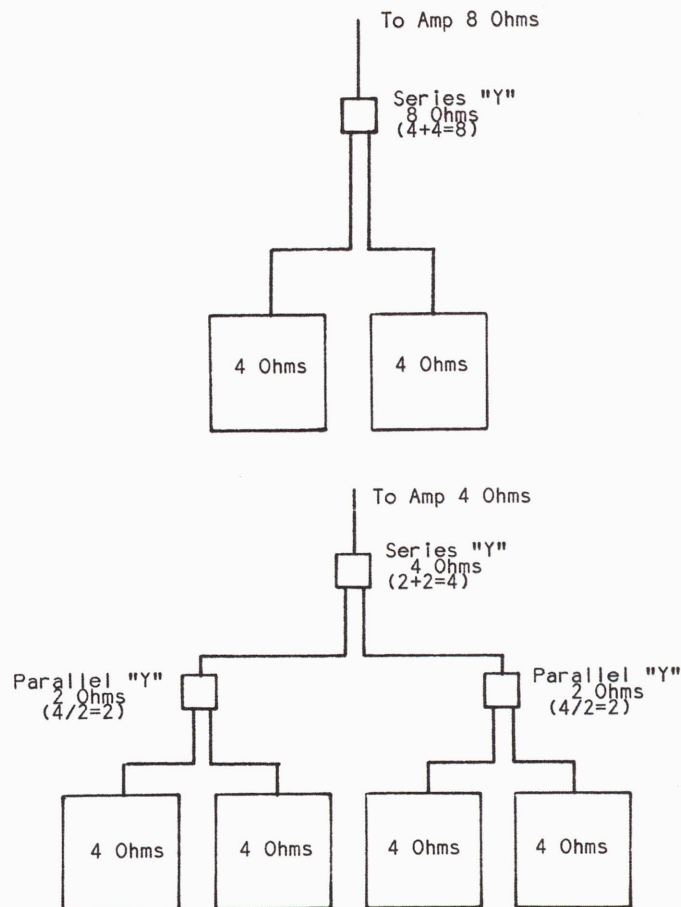 To Amp 8 Ohms
Series "Y"
8 Ohms
(4+4=8)
4 Ohms
4 Ohms
To Amp 4 Ohms
Series "Y"
4 Ohms
(2+2=4)
Parallel "Y"
2 Ohms
(4/2=2)
Parallel "Y"
2 Ohms
(4/2=2)
4 Ohms
4 Ohms
4 Ohms
4 Ohms